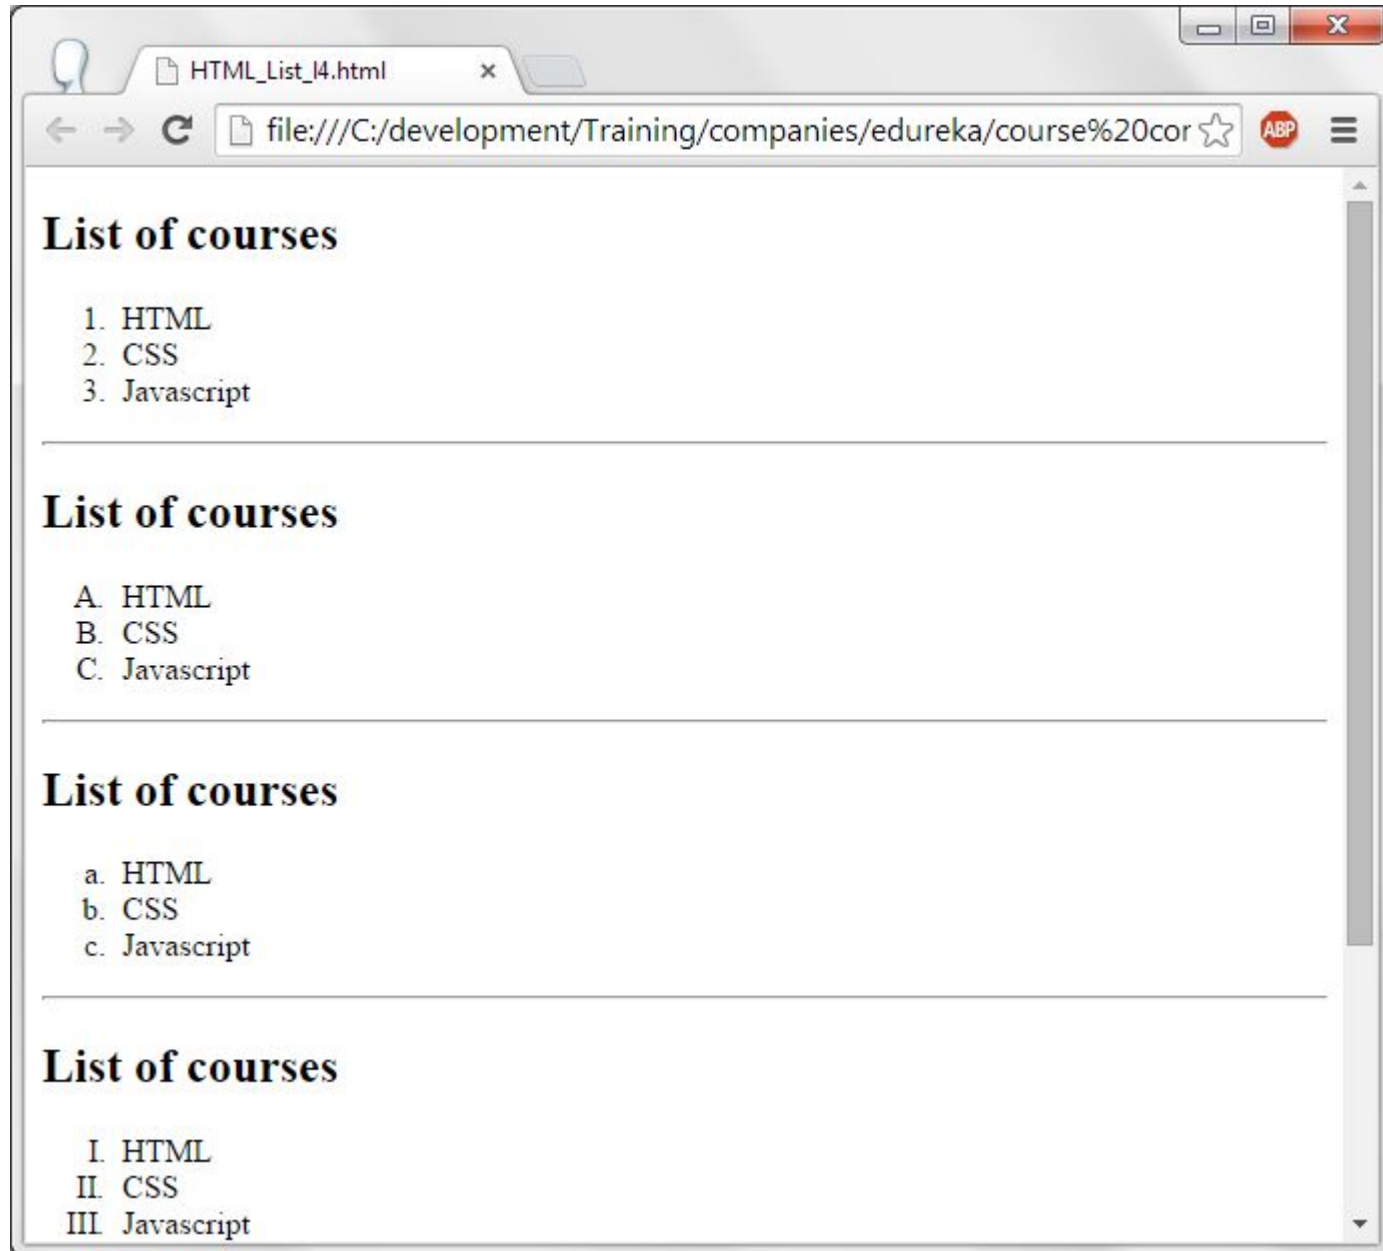 HTML_List_l4.html
file:///C:/development/Training/companies/edureka/course%20cor
ABP
List of courses
1. HTML
2. CSS
3. Javascript
List of courses
A. HTML
B. CSS
C. Javascript
List of courses
a. HTML
b. CSS
c. Javascript
List of courses
I. HTML
II. CSS
III. Javascript